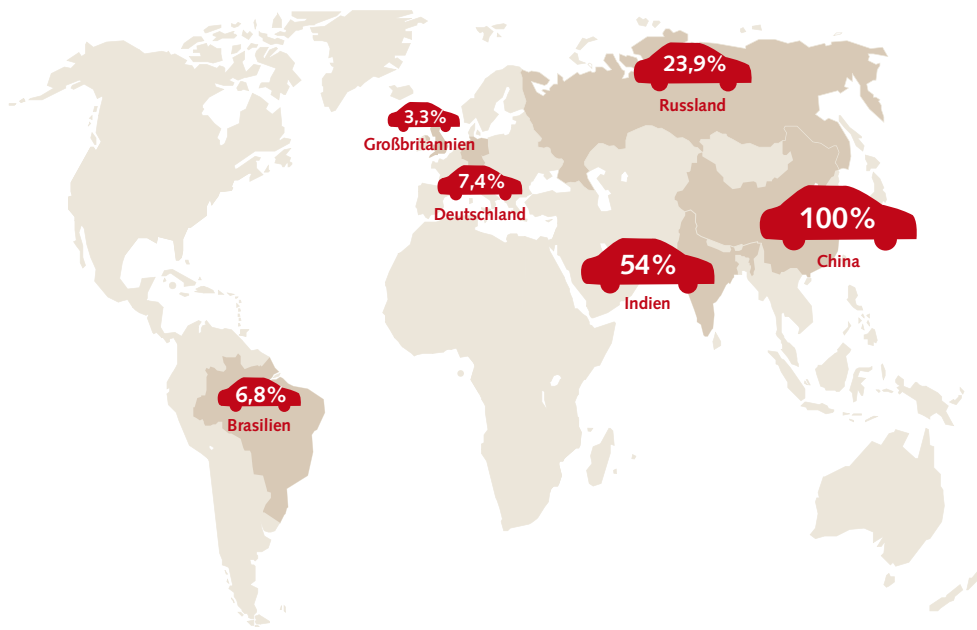 23,9%
Russland
3,3%
Großbritannien
7,4%
Deutschland
100%
China
54%
Indien
6,8%
Brasilien